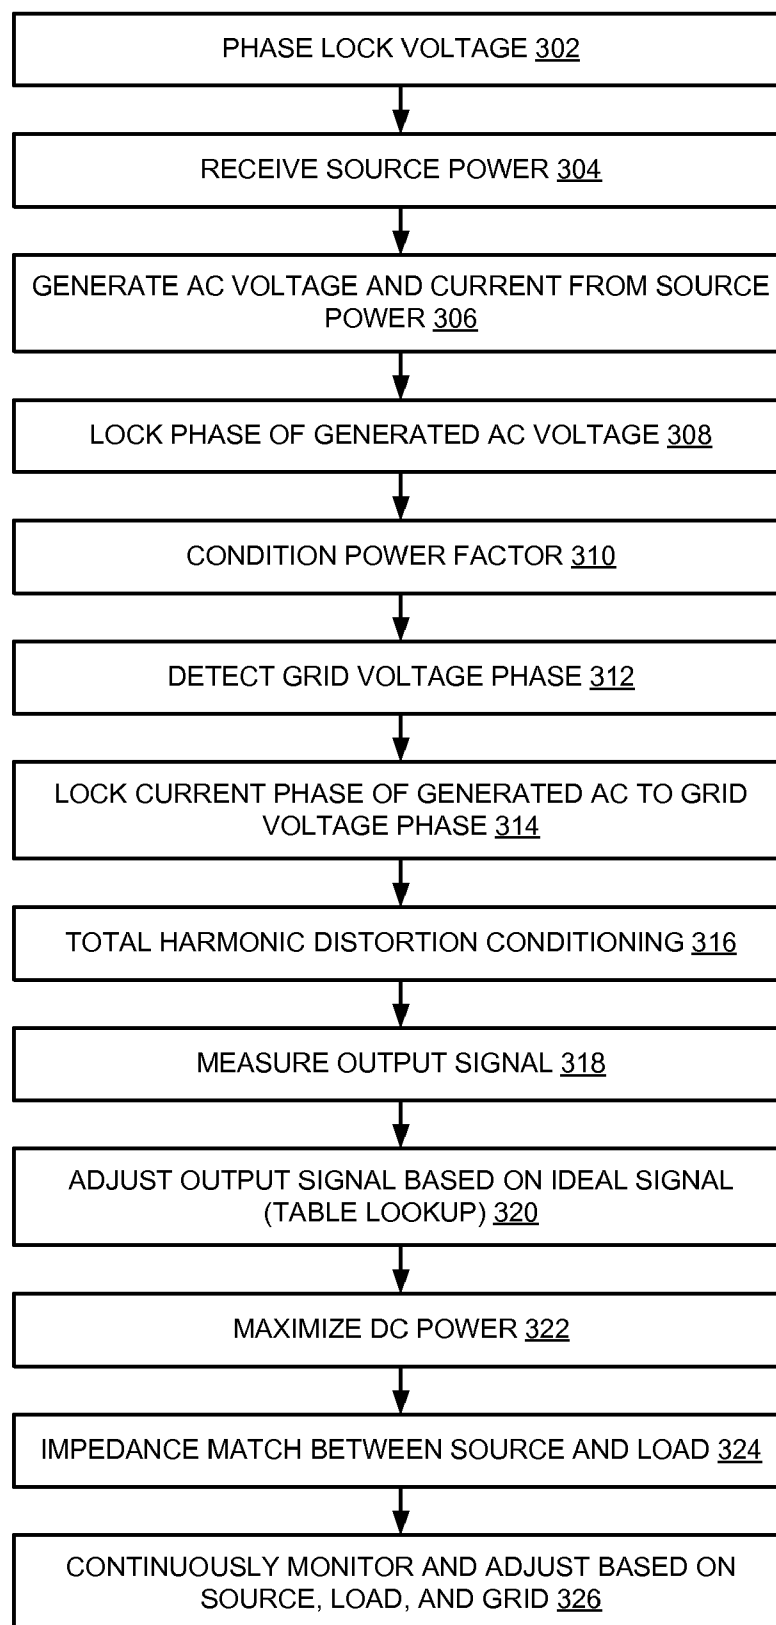 PHASE LOCK VOLTAGE 302
RECEIVE SOURCE POWER 304
GENERATE AC VOLTAGE AND CURRENT FROM SOURCE
POWER 306
LOCK PHASE OF GENERATED AC VOLTAGE 308
CONDITION POWER FACTOR 310
DETECT GRID VOLTAGE PHASE 312
LOCK CURRENT PHASE OF GENERATED AC TO GRID
VOLTAGE PHASE 314
TOTAL HARMONIC DISTORTION CONDITIONING 316
MEASURE OUTPUT SIGNAL 318
ADJUST OUTPUT SIGNAL BASED ON IDEAL SIGNAL
(TABLE LOOKUP) 320
MAXIMIZE DC POWER 322
IMPEDANCE MATCH BETWEEN SOURCE AND LOAD 324
CONTINUOUSLY MONITOR AND ADJUST BASED ON
SOURCE, LOAD, AND GRID 326